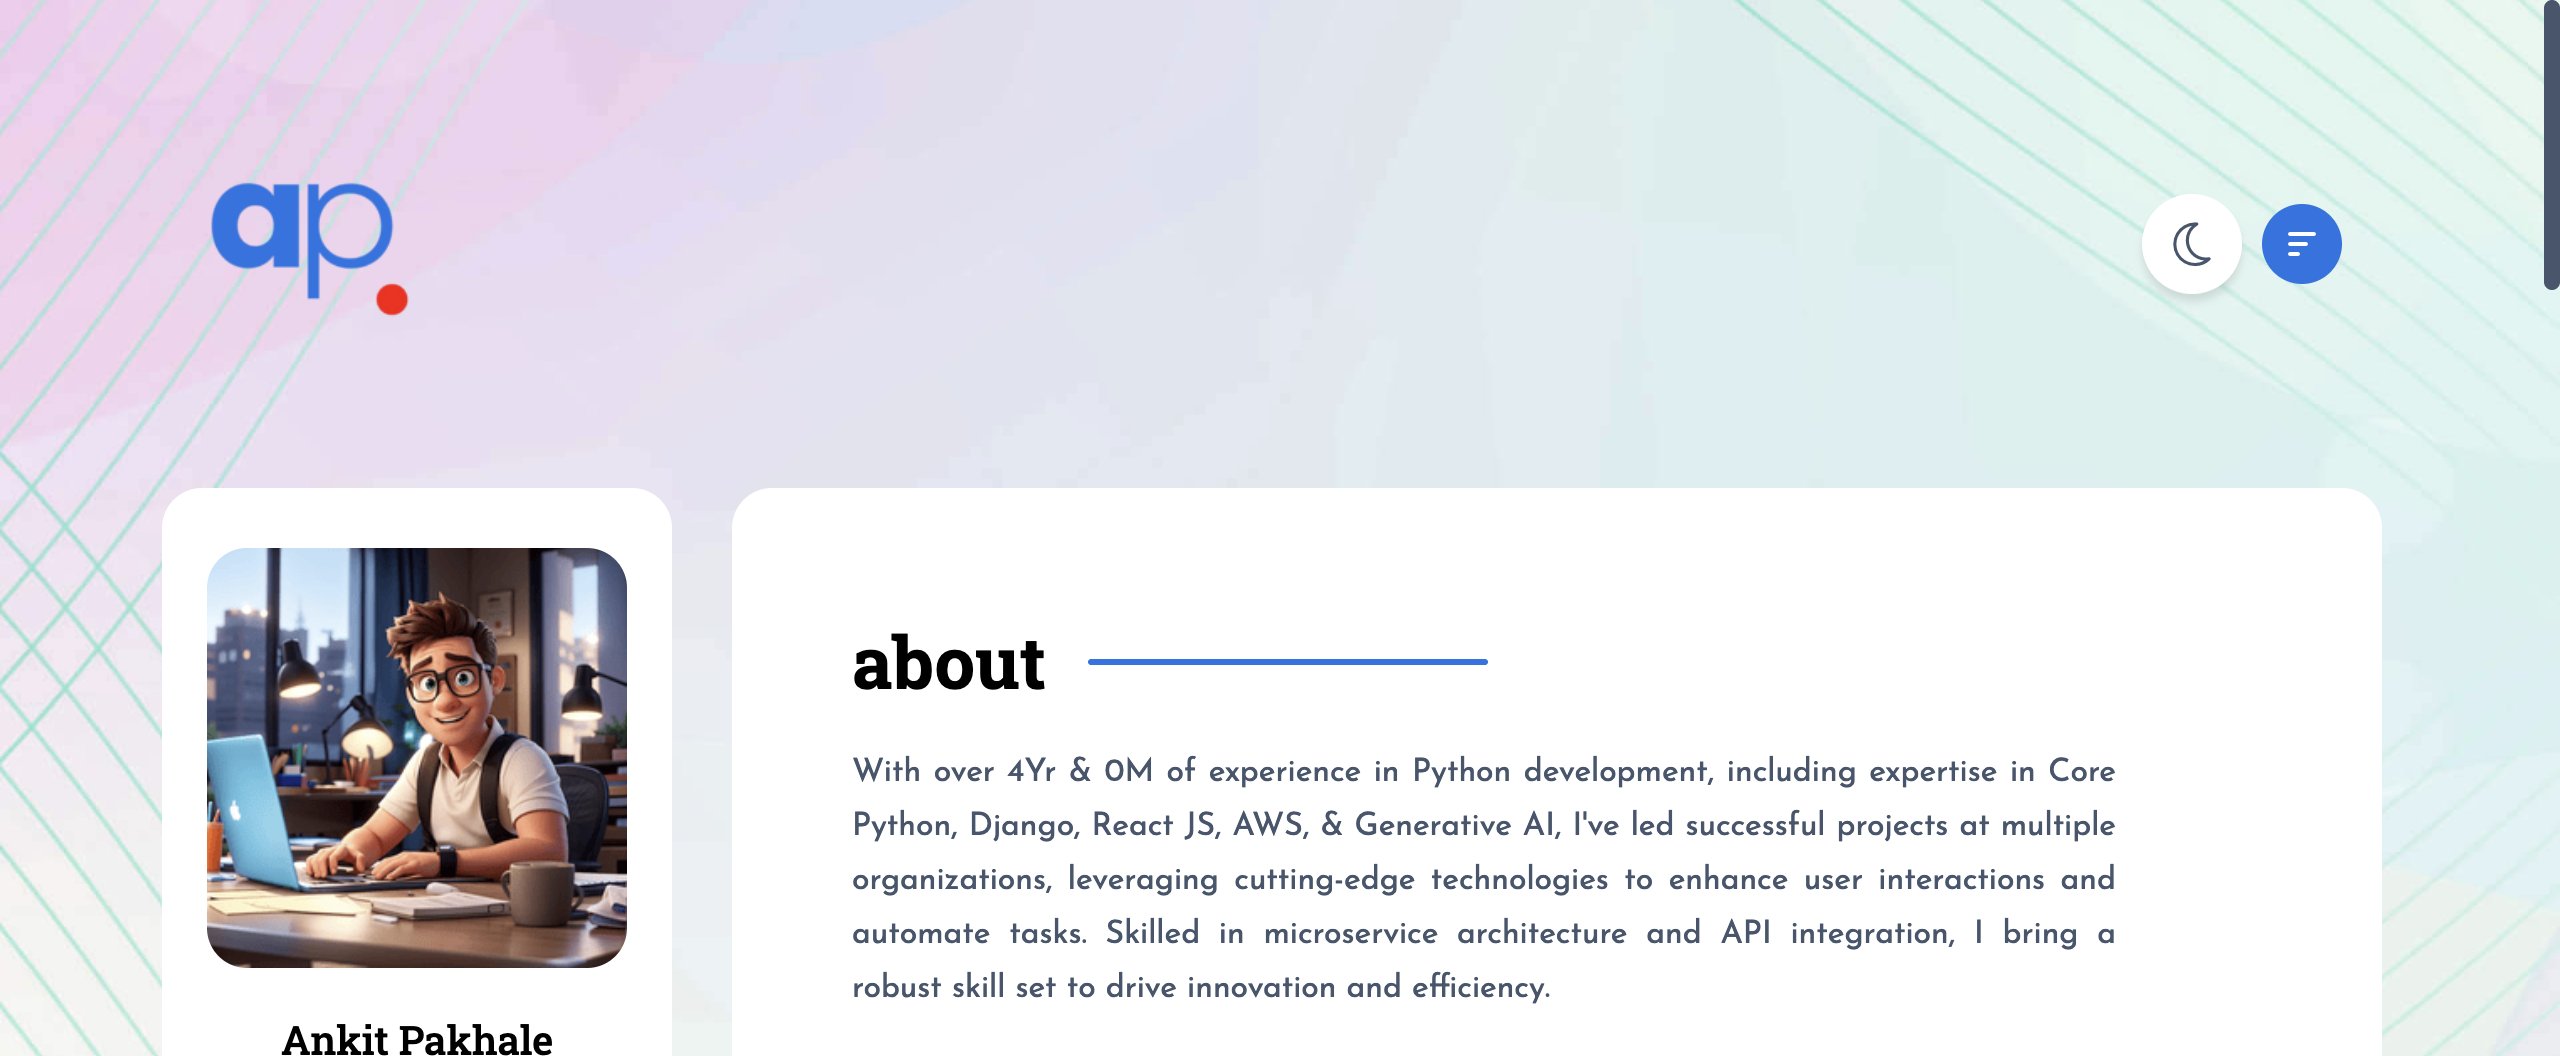 ap.
about
With over 4Yr & 0M of experience in Python development, including expertise in Core
Python, Django, React JS, AWS, & Generative AI, I've led successful projects at multiple
organizations, leveraging cutting-edge technologies to enhance user interactions and
automate tasks. Skilled in microservice architecture and API integration, I bring a
robust skill set to drive innovation and efficiency.
Ankit Pakhale